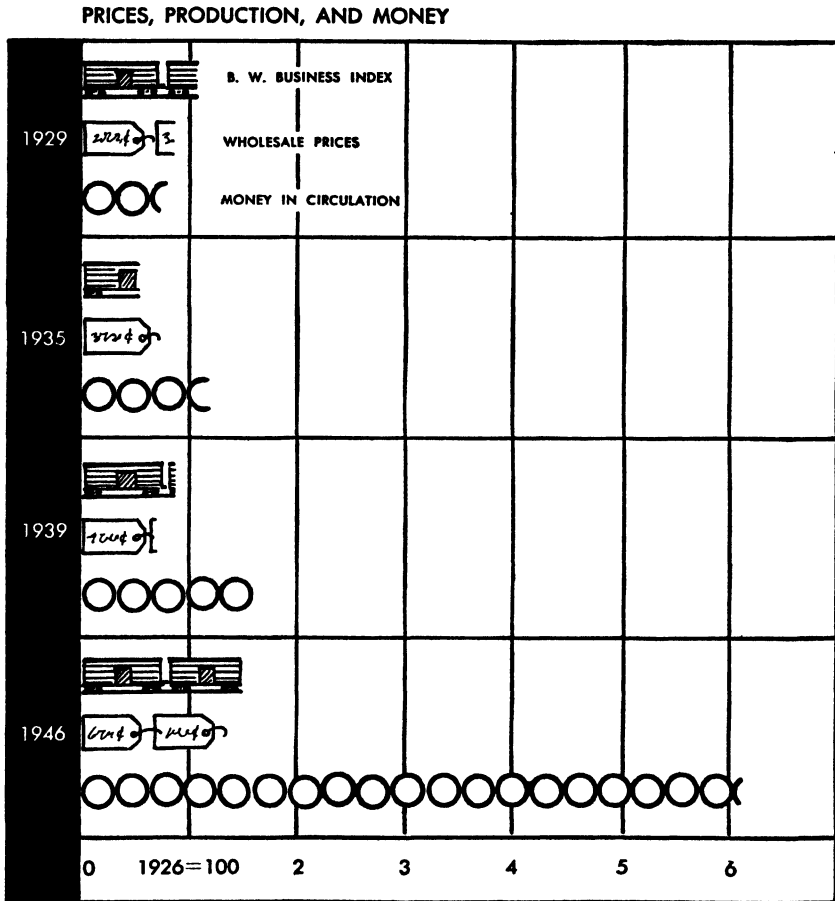 PRICES, PRODUCTION, AND MONEY
B. W. BUSINESS INDEX
1929
WHOLESALE PRICES
MONEY IN CIRCULATION
1935
1939
1946
0 1926=100 2 3 4 5 6